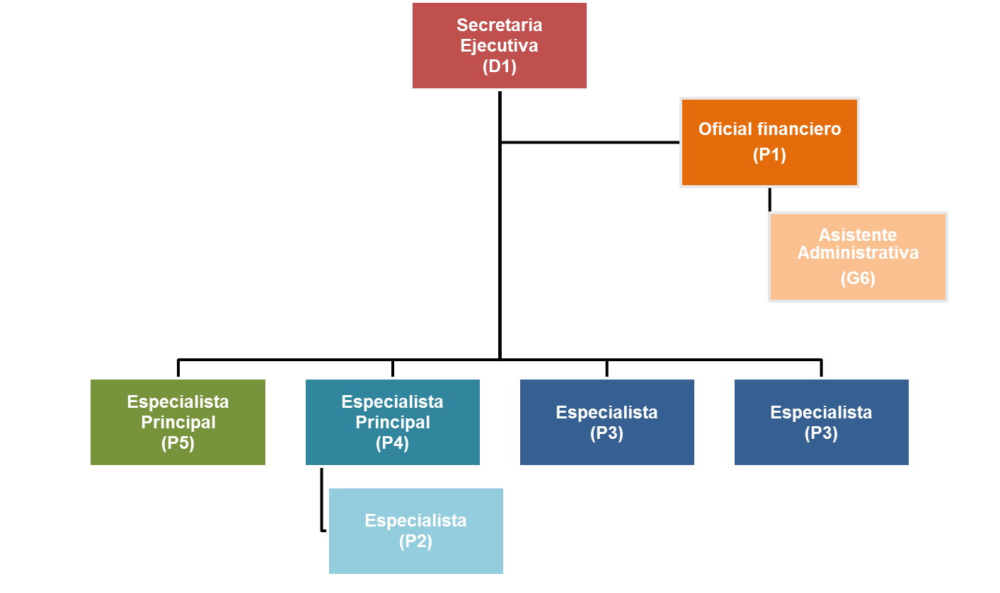 Secretaria
Ejecutiva
(D1)
Oficial financiero
(P1)
Asistente
Administrativa
(G6)
Especialista
Principal
(P5)
Especialista
Principal
(P4)
Especialista
(P3)
Especialista
(P3)
Especialista
(P2)